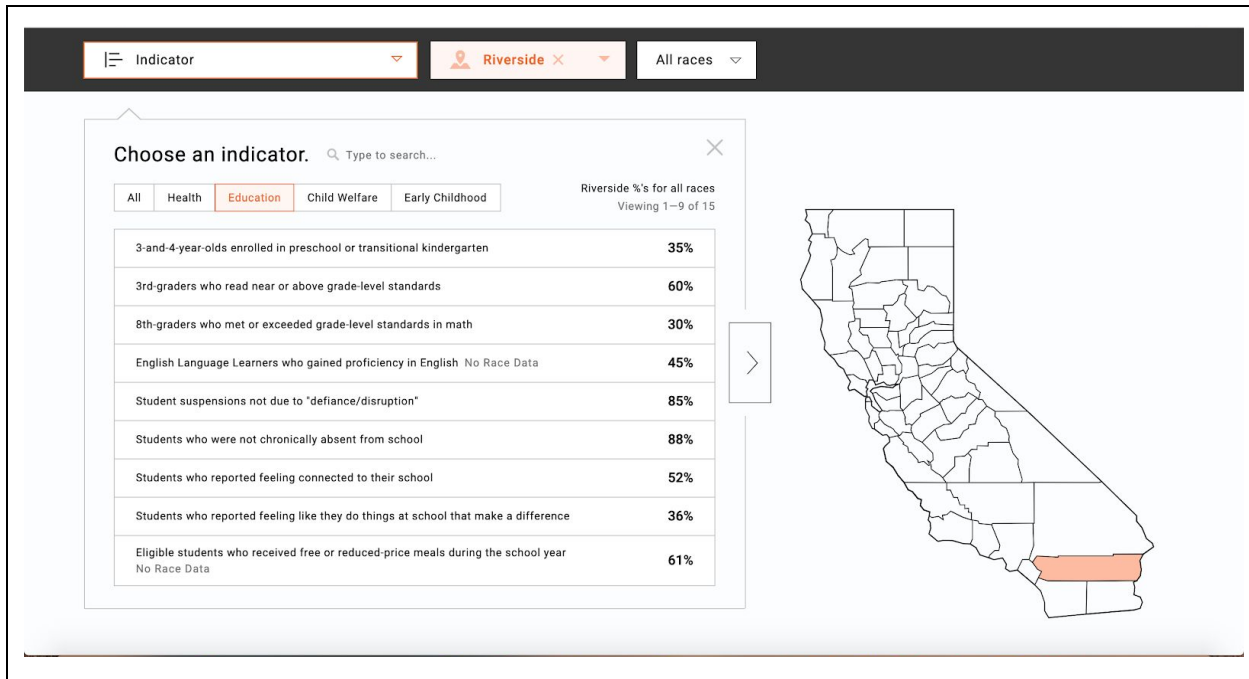 Indicator
Riverside
All races
Choose an indicator.
Type to search...
All
Health
Education
Child Welfare
Early Childhood
Riverside %'s for all races
Viewing 1–9 of 15
3-and-4-year-olds enrolled in preschool or transitional kindergarten 35%
3rd-graders who read near or above grade-level standards 60%
8th-graders who met or exceeded grade-level standards in math 30%
English Language Learners who gained proficiency in English No Race Data 45%
Student suspensions not due to "defiance/disruption" 85%
Students who were not chronically absent from school 88%
Students who reported feeling connected to their school 52%
Students who reported feeling like they do things at school that make a difference 36%
Eligible students who received free or reduced-price meals during the school year 61%
No Race Data